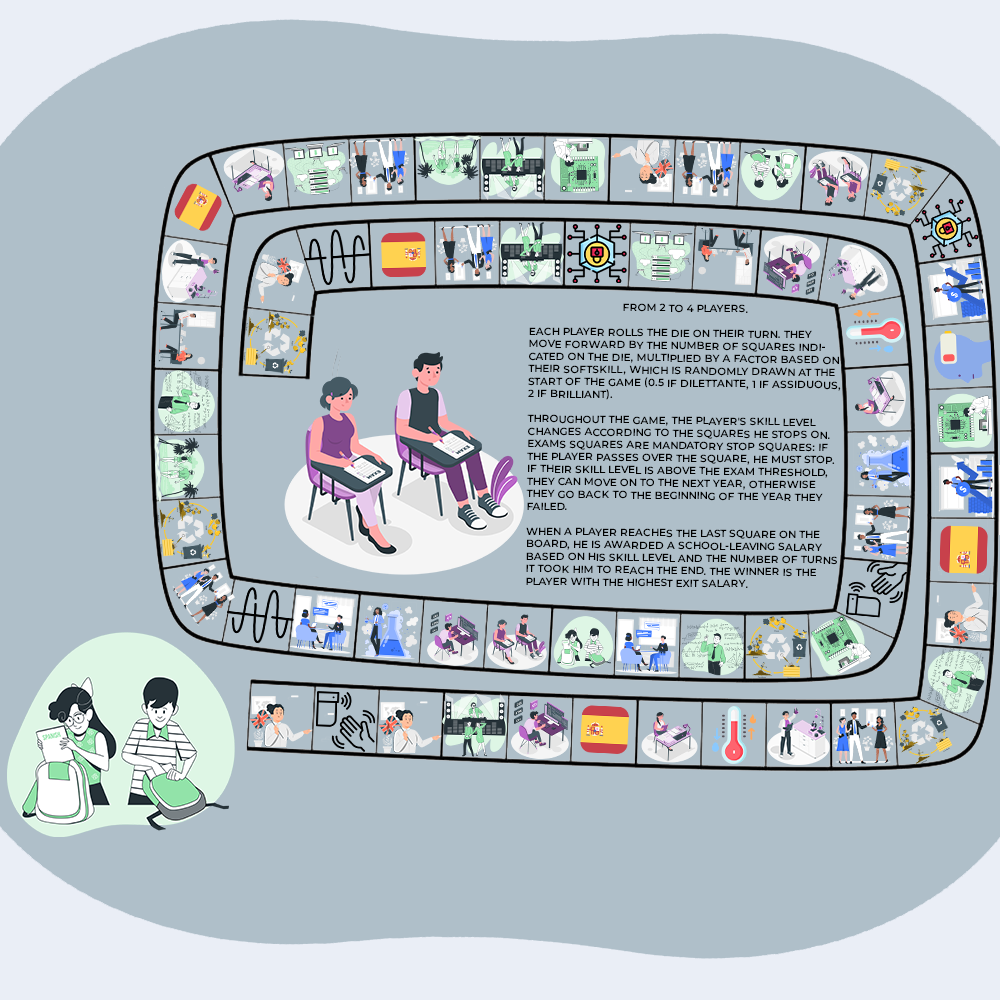 FROM 2 TO 4 PLAYERS.
EACH PLAYER ROLLS THE DIE ON THEIR TURN. THEY
MOVE FORWARD BY THE NUMBER OF SQUARES INDI-
CATED ON THE DIE, MULTIPLIED BY A FACTOR BASED ON
THEIR SOFTSKILL, WHICH IS RANDOMLY DRAWN AT THE
START OF THE GAME (0.5 IF DILETTANTE, 1 IF ASSIDUOUS,
2 IF BRILLIANT).
THROUGHOUT THE GAME, THE PLAYER'S SKILL LEVEL
CHANGES ACCORDING TO THE SQUARES HE STOPS ON.
EXAMS SQUARES ARE MANDATORY STOP SQUARES: IF
THE PLAYER PASSES OVER THE SQUARE, HE MUST STOP.
IF THEIR SKILL LEVEL IS ABOVE THE EXAM THRESHOLD,
THEY CAN MOVE ON TO THE NEXT YEAR, OTHERWISE
THEY GO BACK TO THE BEGINNING OF THE YEAR THEY
FAILED.
WHEN A PLAYER REACHES THE LAST SQUARE ON THE
BOARD, HE IS AWARDED A SCHOOL-LEAVING SALARY
BASED ON HIS SKILL LEVEL AND THE NUMBER OF TURNS
IT TOOK HIM TO REACH THE END. THE WINNER IS THE
PLAYER WITH THE HIGHEST EXIT SALARY.
EXAM
EXAM
SPANISH